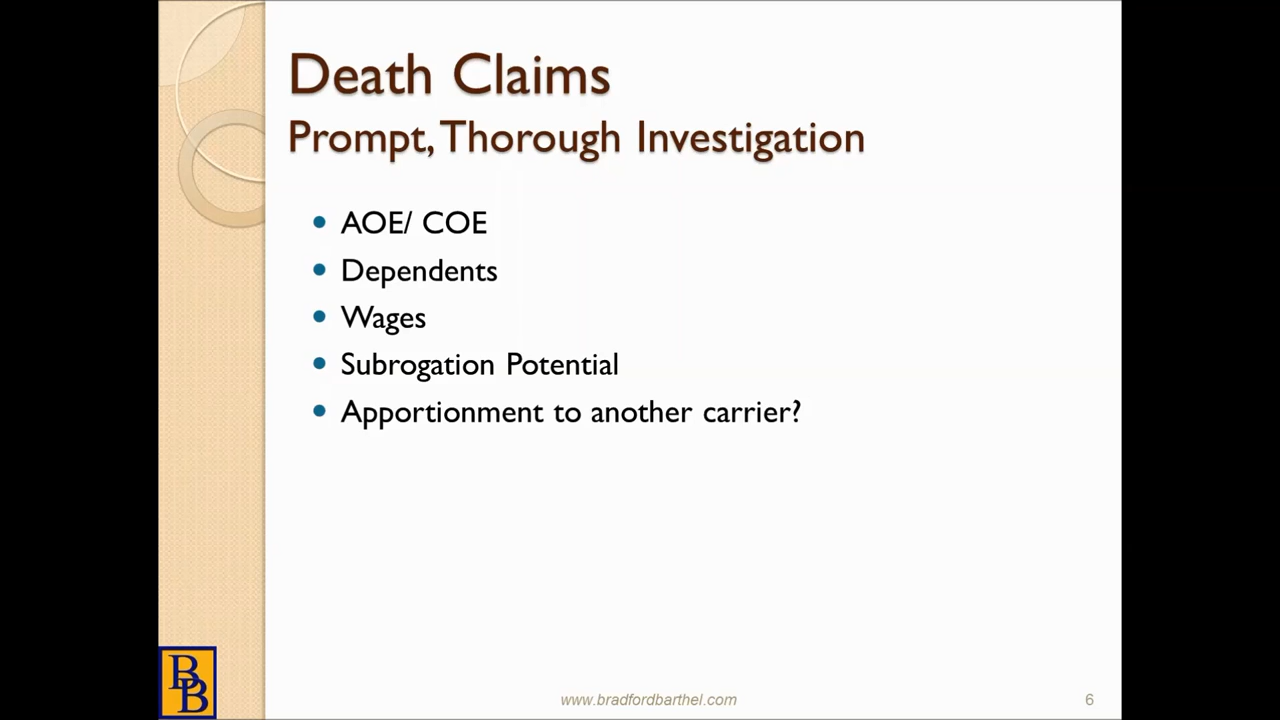 Death Claims
Prompt, Thorough Investigation
AOE/ COE
Dependents
Wages
Subrogation Potential
Apportionment to another carrier?
BB
www.bradfordbarthel.com
6